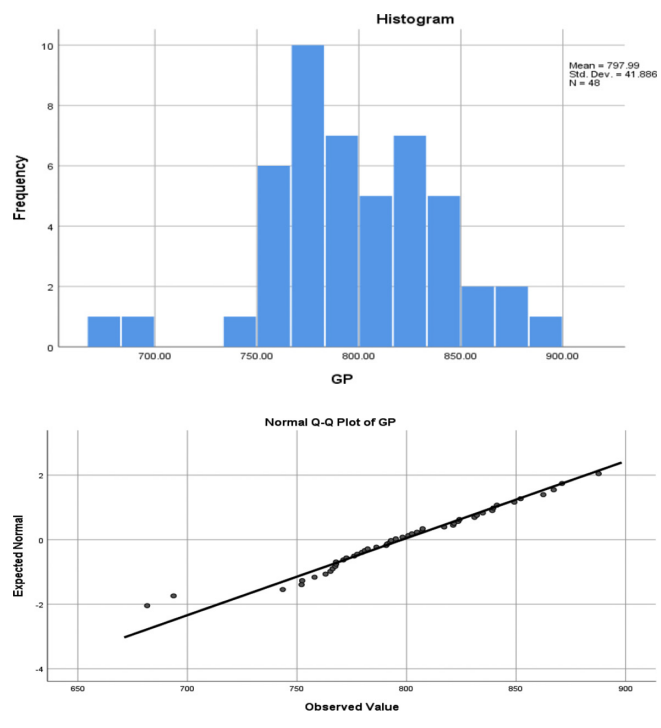 Histogram
Mean = 797.99
Std. Dev. = 41.886
N = 48
10
8
6
4
2
0
Frequency
700.00 750.00 800.00 850.00 900.00
GP
Normal Q-Q Plot of GP
2
0
-2
-4
Expected Normal
650 700 750 800 850 900
Observed Value